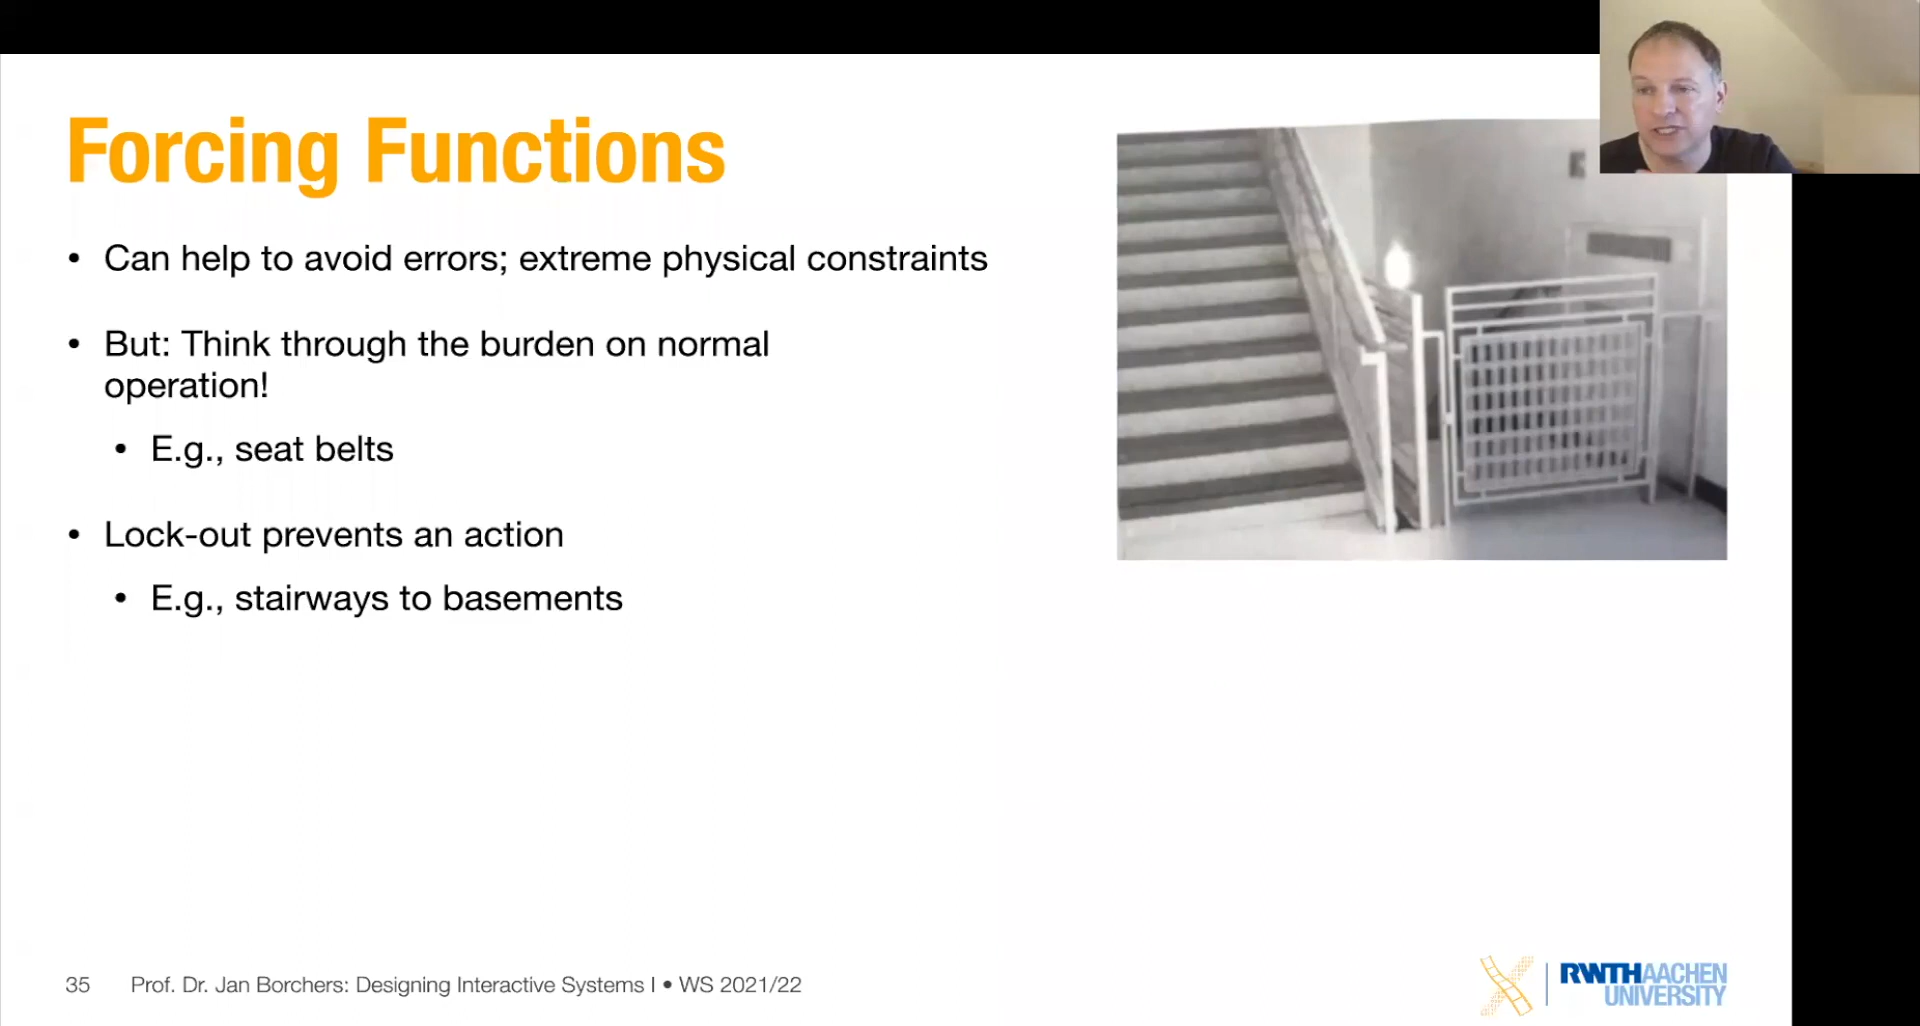 Forcing Functions
• Can help to avoid errors; extreme physical constraints
• But: Think through the burden on normal
operation!
• E.g., seat belts
• Lock-out prevents an action
• E.g., stairways to basements
35 Prof. Dr. Jan Borchers: Designing Interactive Systems I • WS 2021/22
RWTHAACHEN
UNIVERSITY